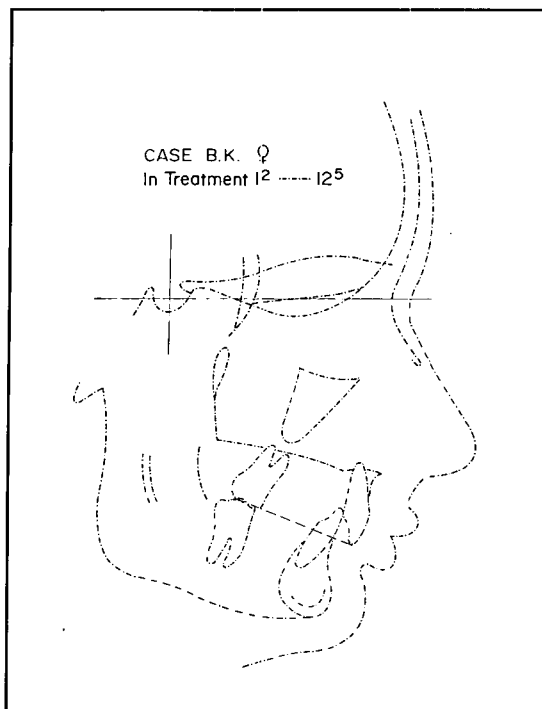 CASE B.K. ♀
In Treatment 1² —·—·— 12⁵